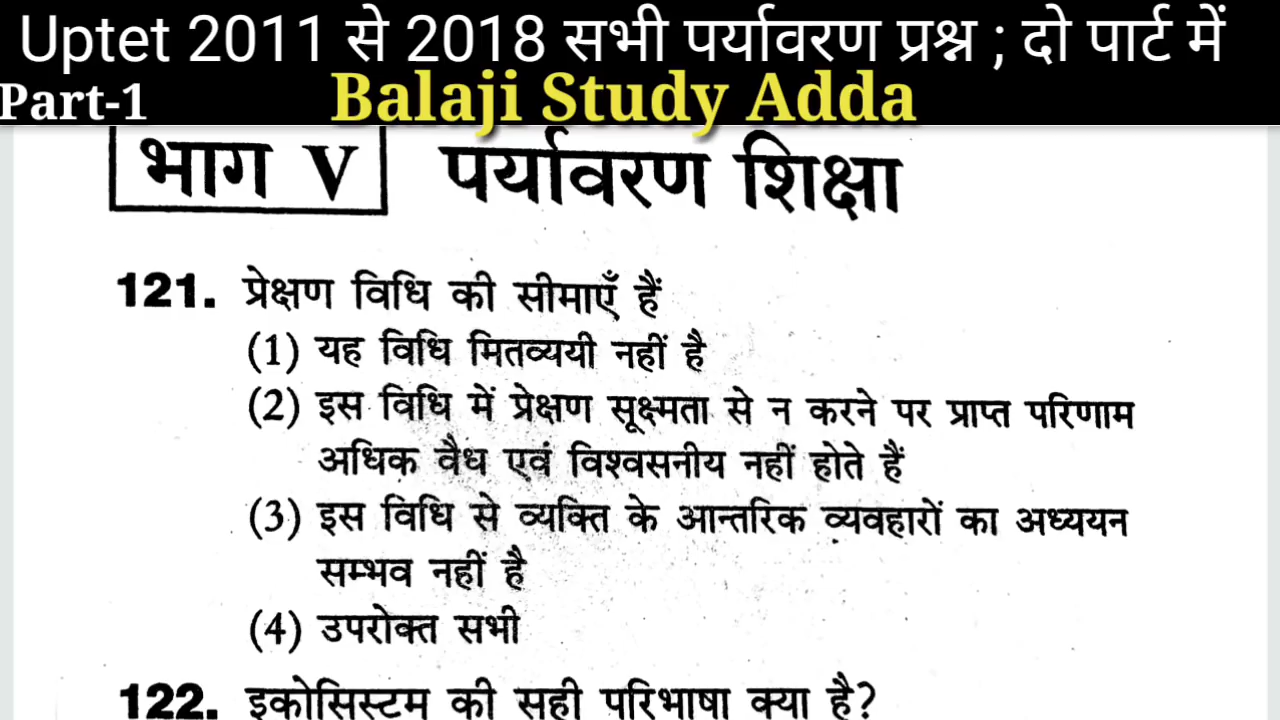 Uptet 2011 से 2018 सभी पर्यावरण प्रश्न ; दो पार्ट में
Part-1 Balaji Study Adda
भाग V पर्यावरण शिक्षा
121. प्रेक्षण विधि की सीमाएँ हैं
(1) यह विधि मितव्ययी नहीं है
(2) इस विधि में प्रेक्षण सूक्ष्मता से न करने पर प्राप्त परिणाम
अधिक वैध एवं विश्वसनीय नहीं होते हैं
(3) इस विधि से व्यक्ति के आन्तरिक व्यवहारों का अध्ययन
सम्भव नहीं है
(4) उपरोक्त सभी
122. इकोसिस्टम की सही परिभाषा क्या है?